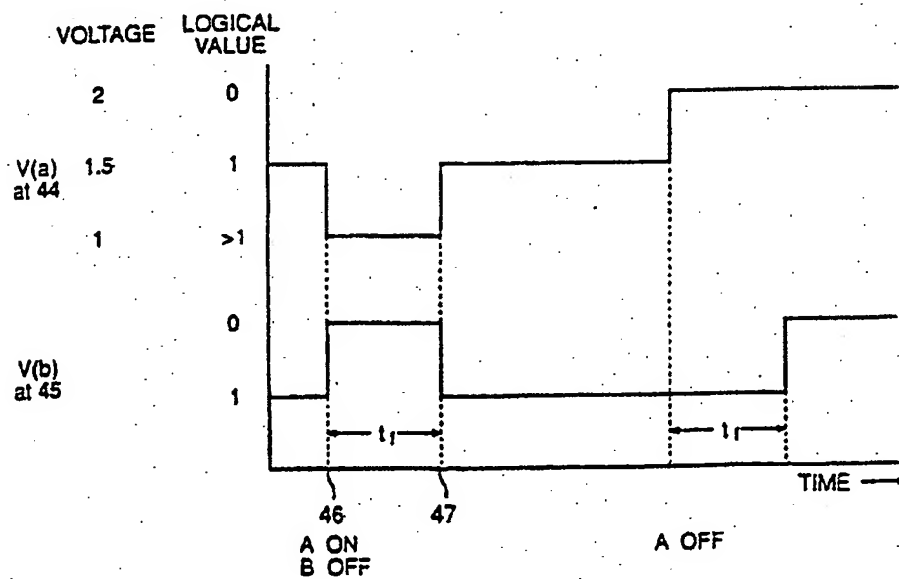 VOLTAGE
LOGICAL
VALUE
2
0
V(a)
at 44
1.5
1
1
>1
0
V(b)
at 45
1
t1
t1
TIME
46
47
A ON
B OFF
A OFF